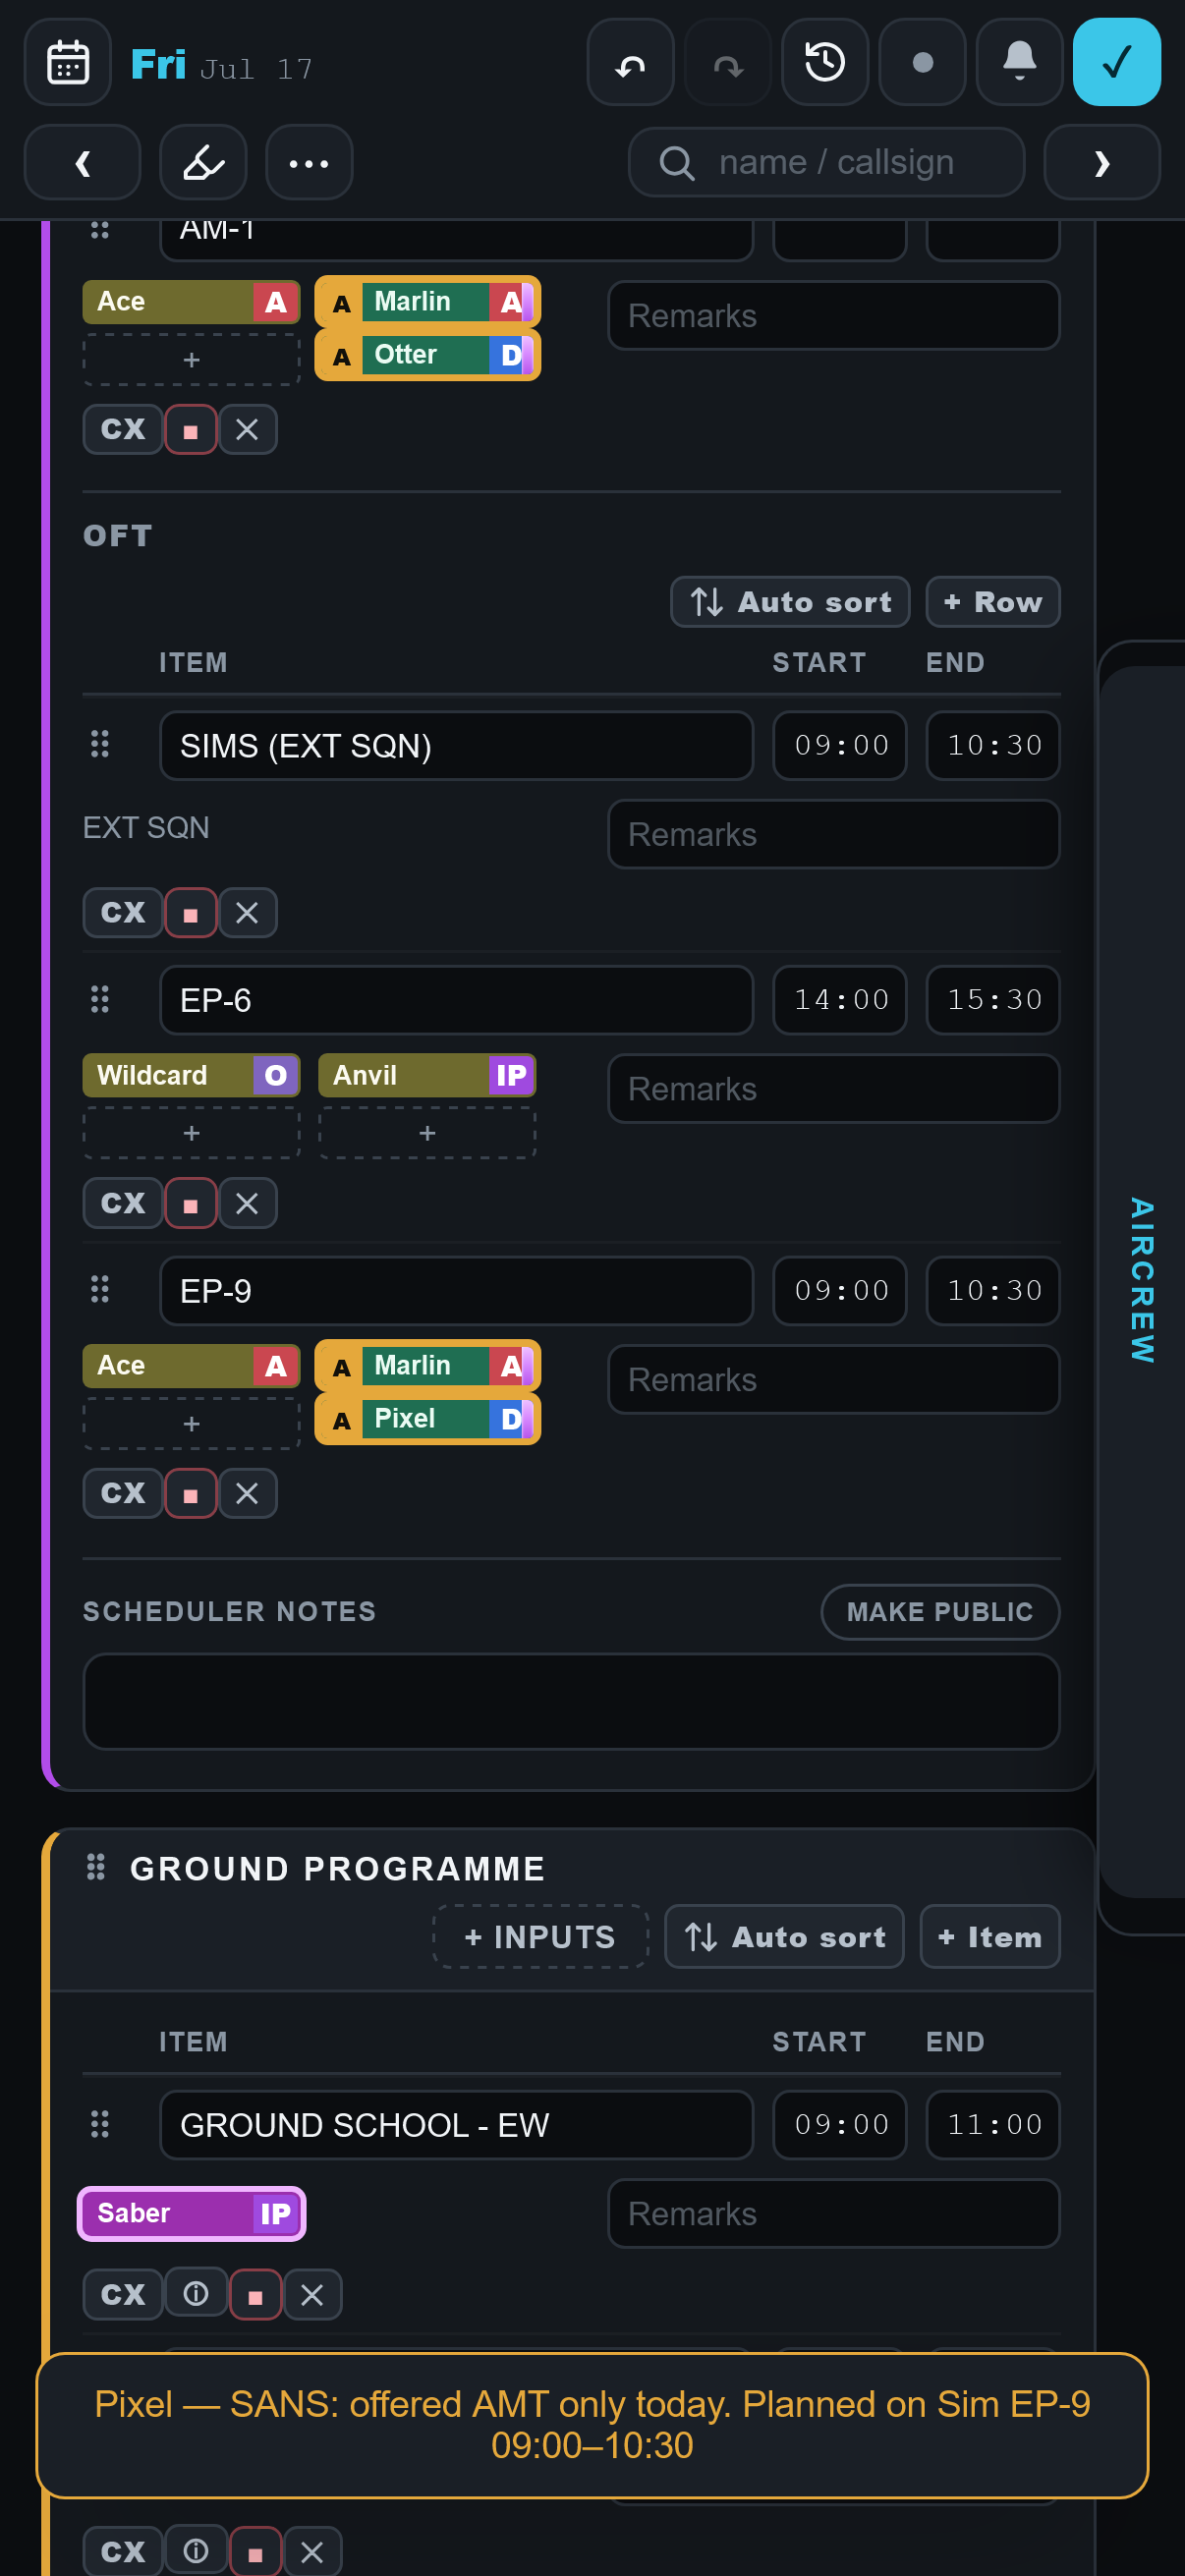 Fri Jul 17
name / callsign
AM-1
Ace A
A Marlin A
Remarks
+
A Otter D
CX
OFT
Auto sort
+ Row
ITEM START END
SIMS (EXT SQN) 09:00 10:30
EXT SQN
Remarks
CX
EP-6 14:00 15:30
Wildcard O
Anvil IP
Remarks
+ +
CX
EP-9 09:00 10:30
Ace A
A Marlin A
Remarks
+
A Pixel D
CX
SCHEDULER NOTES
MAKE PUBLIC
GROUND PROGRAMME
+ INPUTS
Auto sort
+ Item
ITEM START END
GROUND SCHOOL - EW 09:00 11:00
Saber IP
Remarks
CX
Pixel — SANS: offered AMT only today. Planned on Sim EP-9
09:00–10:30
CX
AIRCREW